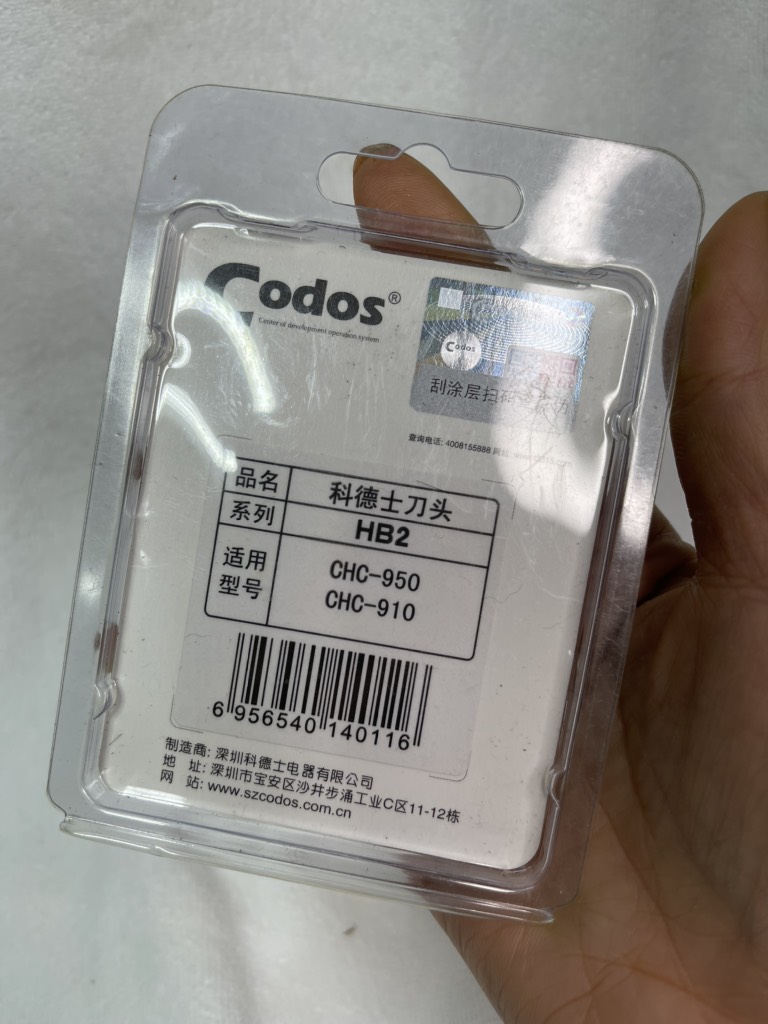 Codos®
Center of development operation system
Codos
刮涂层扫码查
查询电话: 4008155888
品名 科德士刀头
系列 HB2
适用型号
CHC-950
CHC-910
6 956540 140116
制造商: 深圳科德士电器有限公司
地 址: 深圳市宝安区沙井步涌工业C区11-12栋
网 站: www.szcodos.com.cn